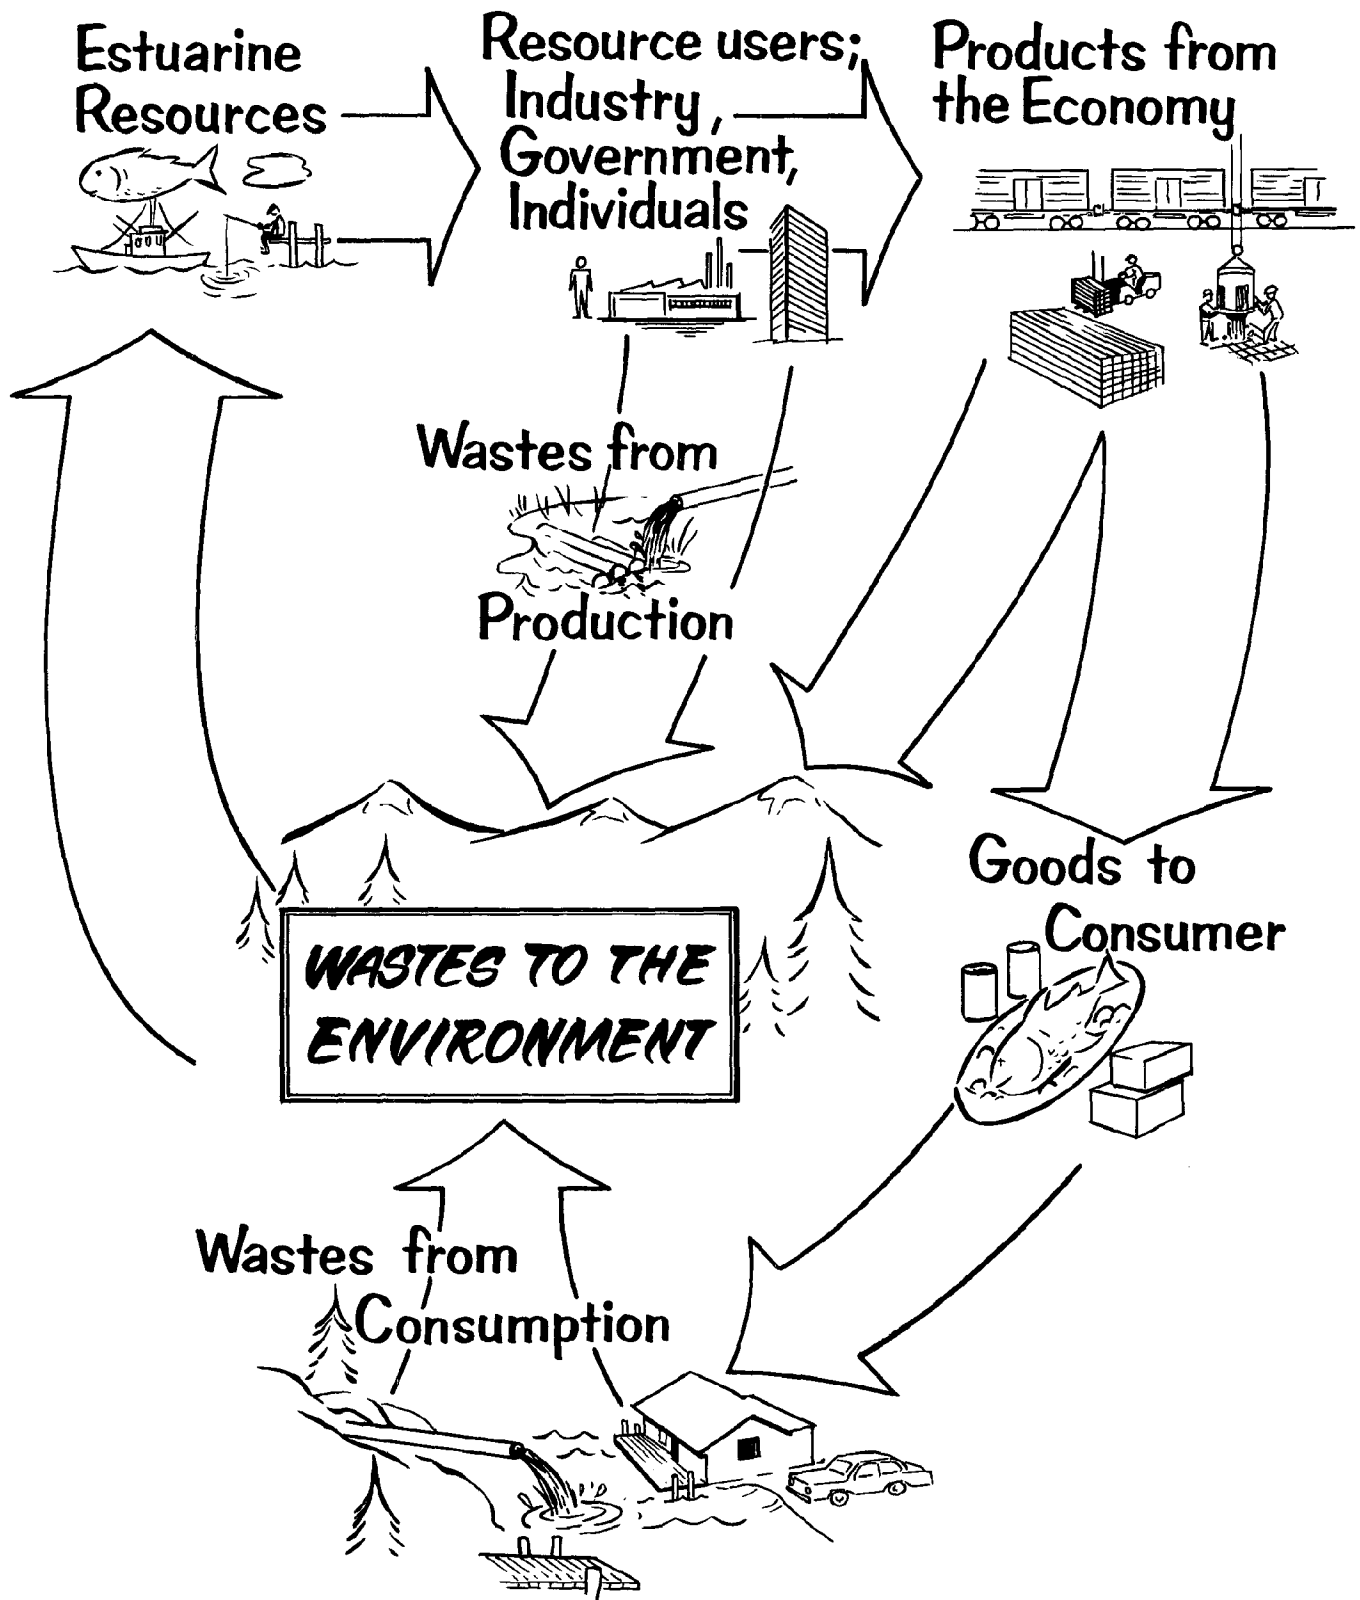 Estuarine
Resources
Resource users;
Industry,
Government,
Individuals
Products from
the Economy
Wastes from
Production
WASTES TO THE
ENVIRONMENT
Goods to
Consumer
Wastes from
Consumption